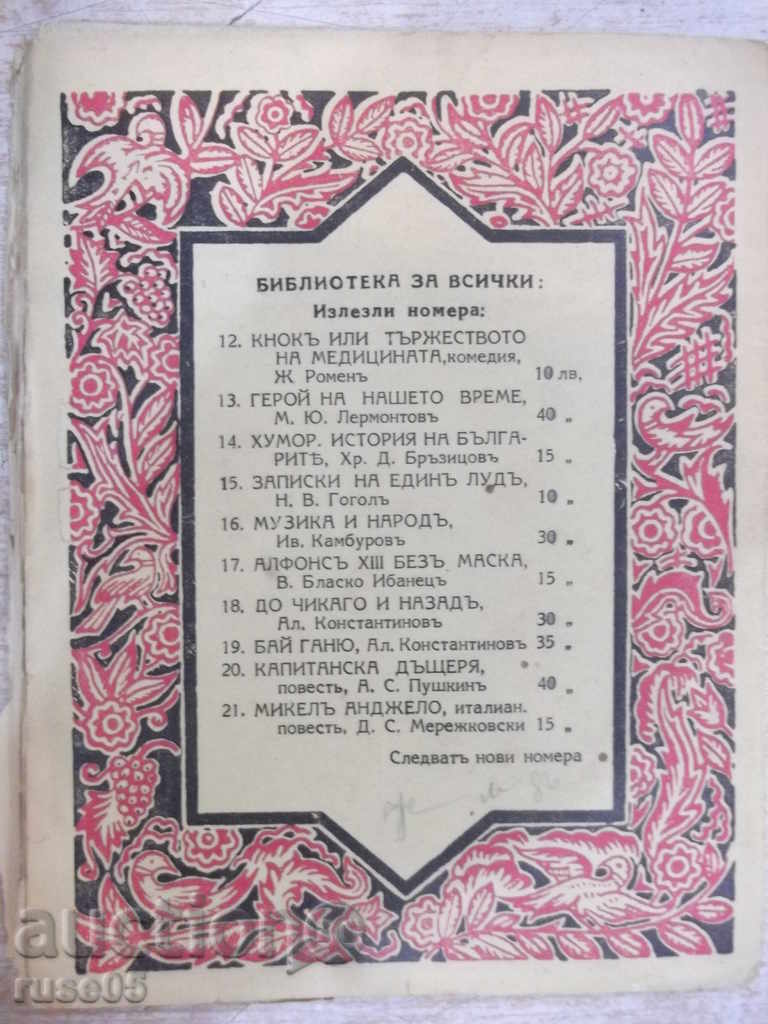 БИБЛИОТЕКА ЗА ВСИЧКИ:
Излезли номера:
12. КНОКЪ ИЛИ ТЪРЖЕСТВОТО
НА МЕДИЦИНАТА, комедия,
Ж Роменъ 10 лв,
13. ГЕРОЙ НА НАШЕТО ВРЕМЕ,
М. Ю. Лермонтовъ 40 „
14. ХУМОР. ИСТОРИЯ НА БЪЛГА-
РИТѢ, Хр. Д. Бръзицовъ 15 „
15. ЗАПИСКИ НА ЕДИНЪ ЛУДЪ,
Н. В. Гоголъ 10 „
16. МУЗИКА И НАРОДЪ,
Ив. Камбуровъ 30 „
17. АЛФОНСЪ XIII БЕЗЪ МАСКА,
В. Бласко Ибанецъ 15 „
18. ДО ЧИКАГО И НАЗАДЪ,
Ал. Константиновъ 30 „
19. БАЙ ГАНЮ, Ал. Константиновъ 35 „
20. КАПИТАНСКА ДЪЩЕРЯ,
повесть, А. С. Пушкинъ 40 „
21. МИКЕЛЪ АНДЖЕЛО, италиан.
повесть, Д. С. Мережковски 15 „
Следватъ нови номера
auction
ruse05